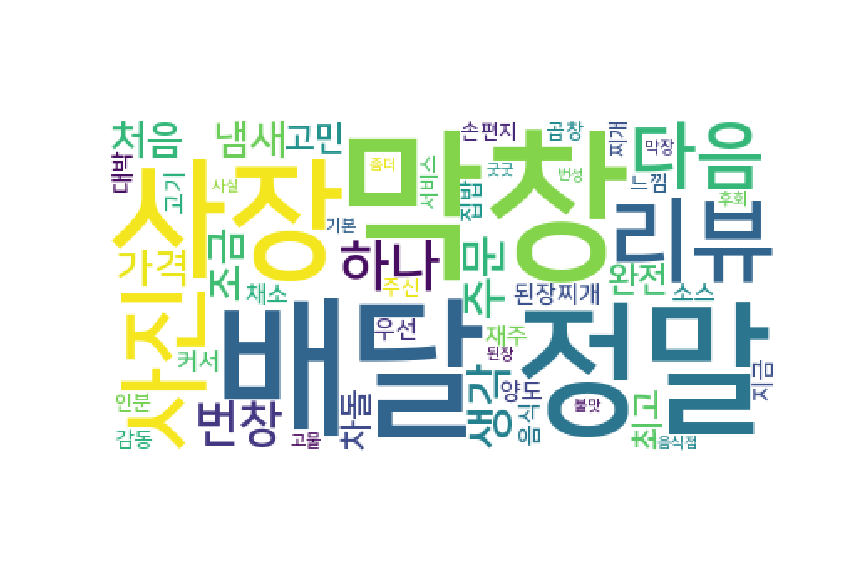 처음
냄새
고민
손편지
곱창
찌개
막장
다음
대박
고기
사실
사장
좀더
막창
서비스
집밥
굿굿
번성
느낌
후회
기본
리뷰
가격
조금
하나
주문
채소
주신
된장찌개
완전
소스
사진
배달
우선
재주
정말
커서
된장
생각
양도
지금
인분
번창
차돌
불맛
음식
최고
감동
고물
음식점